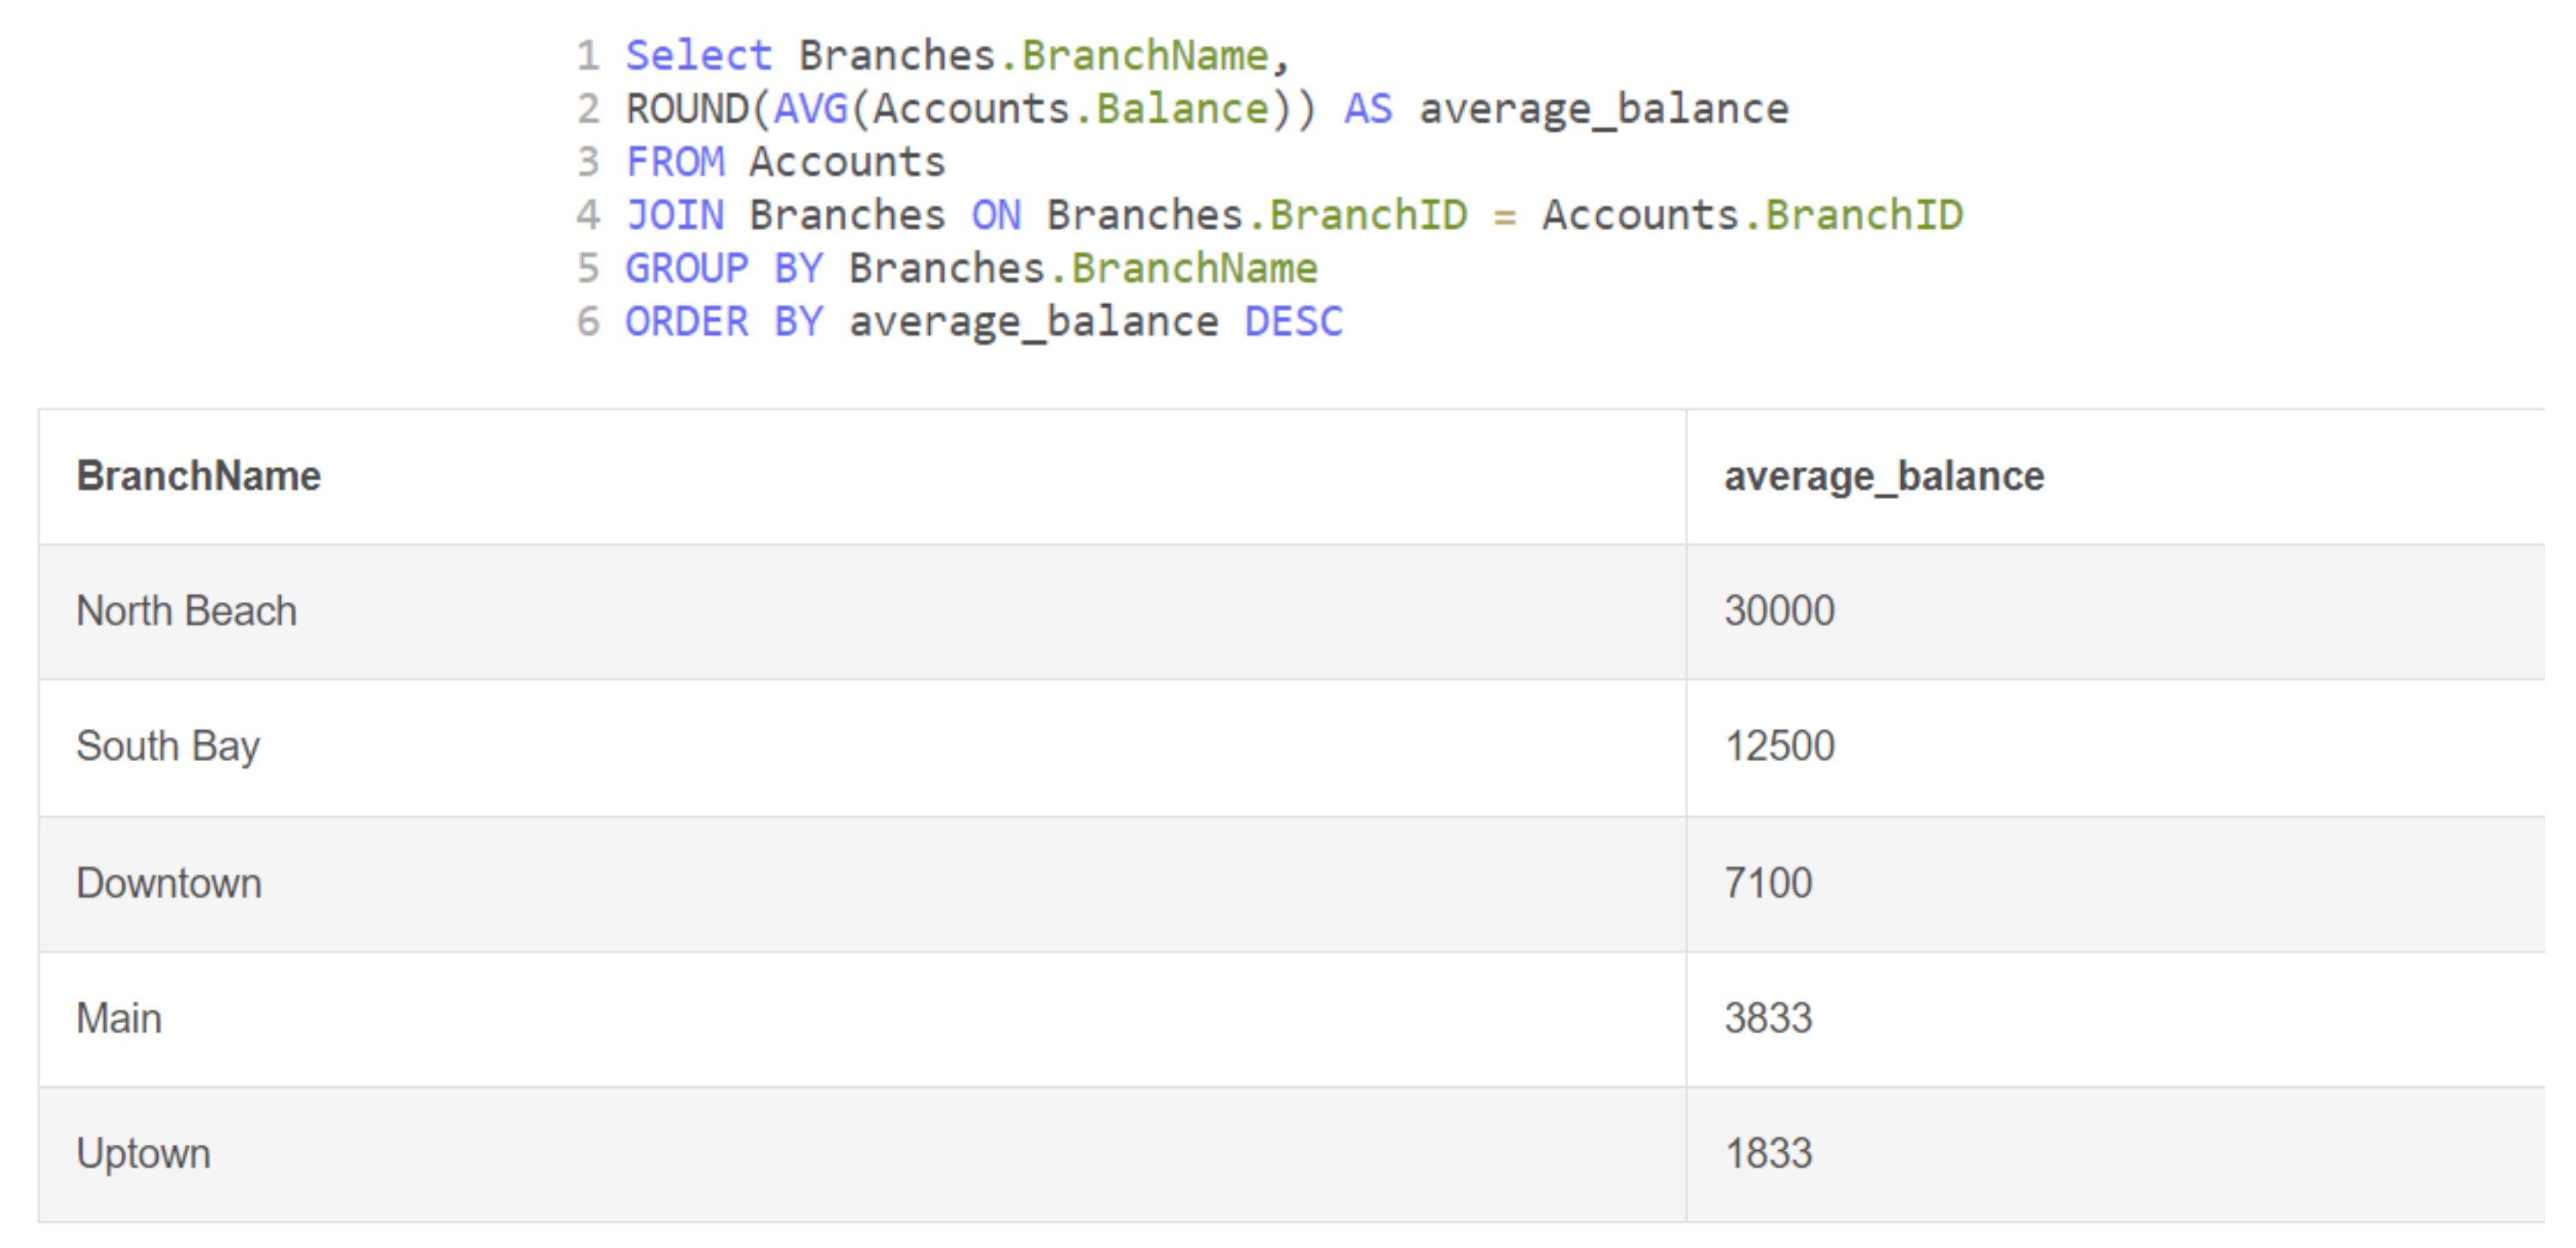 1 Select Branches.BranchName,
2 ROUND(AVG(Accounts.Balance)) AS average_balance
3 FROM Accounts
4 JOIN Branches ON Branches.BranchID = Accounts.BranchID
5 GROUP BY Branches.BranchName
6 ORDER BY average_balance DESC
BranchName average_balance
North Beach 30000
South Bay 12500
Downtown 7100
Main 3833
Uptown 1833